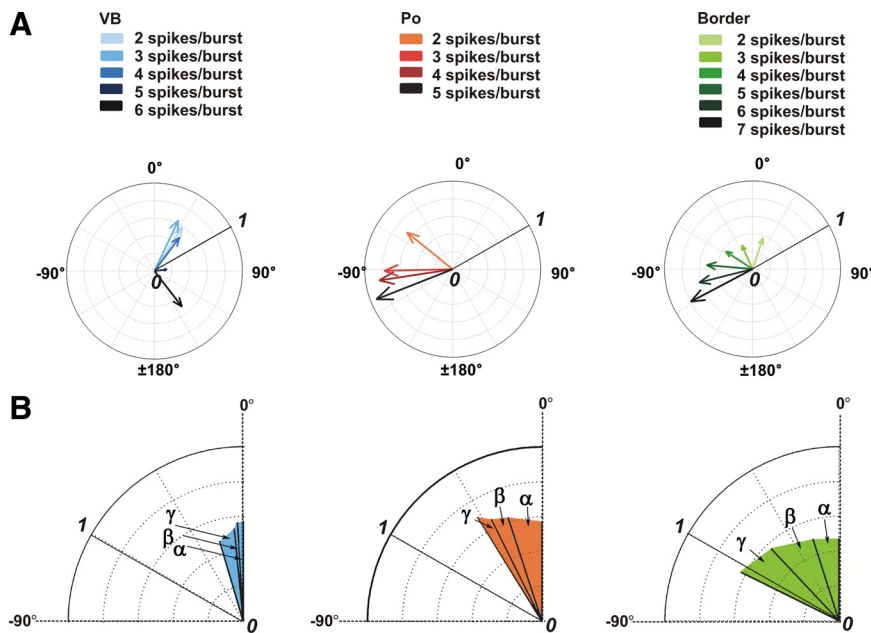 A
VB
2 spikes/burst
3 spikes/burst
4 spikes/burst
5 spikes/burst
6 spikes/burst
Po
2 spikes/burst
3 spikes/burst
4 spikes/burst
5 spikes/burst
Border
2 spikes/burst
3 spikes/burst
4 spikes/burst
5 spikes/burst
6 spikes/burst
7 spikes/burst
0°
1
-90°
90°
0
±180°
0°
1
-90°
90°
0
±180°
0°
1
-90°
90°
0
±180°
B
0°
1
γ
β
α
-90°
0
0°
1
γ
β
α
-90°
0
0°
1
γ
β
α
-90°
0